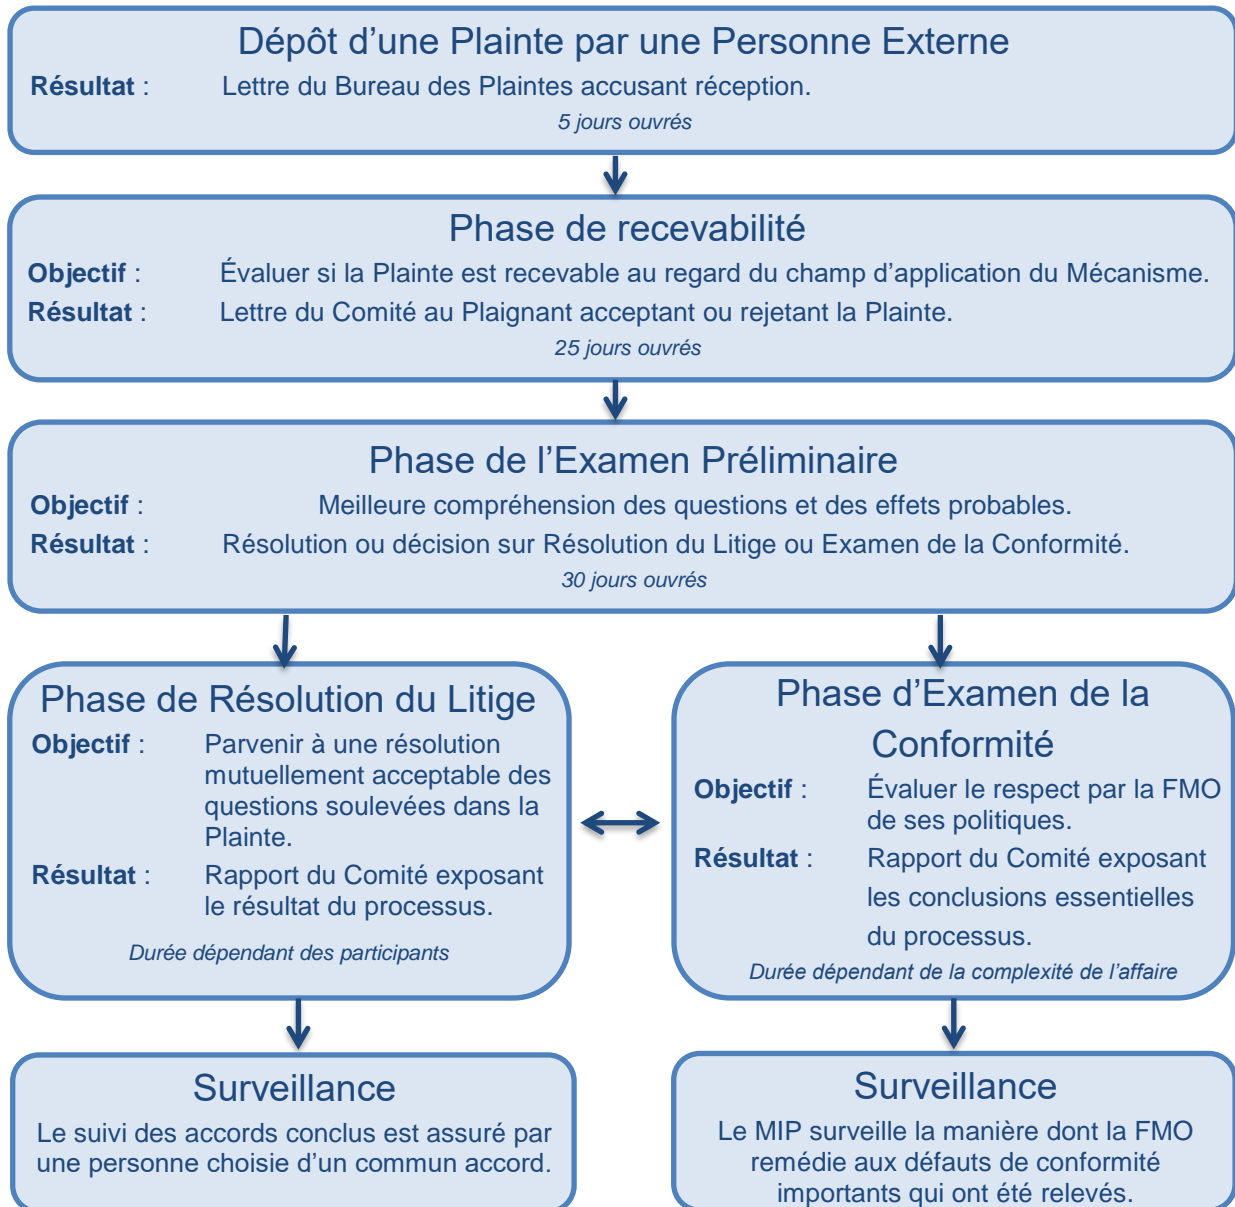 Dépôt d’une Plainte par une Personne Externe
Résultat : Lettre du Bureau des Plaintes accusant réception.
5 jours ouvrés
Phase de recevabilité
Objectif : Évaluer si la Plainte est recevable au regard du champ d’application du Mécanisme.
Résultat : Lettre du Comité au Plaignant acceptant ou rejetant la Plainte.
25 jours ouvrés
Phase de l’Examen Préliminaire
Objectif : Meilleure compréhension des questions et des effets probables.
Résultat : Résolution ou décision sur Résolution du Litige ou Examen de la Conformité.
30 jours ouvrés
Phase de Résolution du Litige
Objectif : Parvenir à une résolution
mutuellement acceptable des
questions soulevées dans la
Plainte.
Résultat : Rapport du Comité exposant
le résultat du processus.
Durée dépendant des participants
Phase d’Examen de la
Conformité
Objectif : Évaluer le respect par la FMO
de ses politiques.
Résultat : Rapport du Comité exposant
les conclusions essentielles
du processus.
Durée dépendant de la complexité de l’affaire
Surveillance
Le suivi des accords conclus est assuré par
une personne choisie d’un commun accord.
Surveillance
Le MIP surveille la manière dont la FMO
remédie aux défauts de conformité
importants qui ont été relevés.